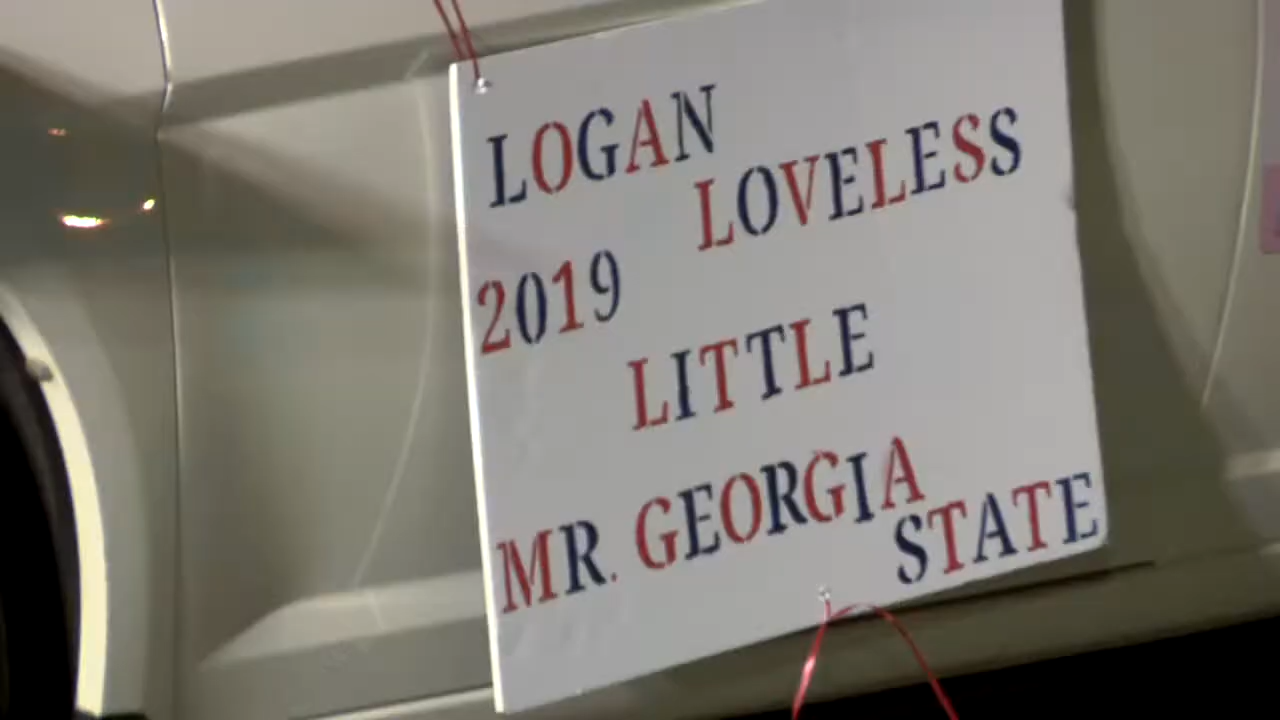 LOGAN
LOVELESS
2019
LITTLE
MR. GEORGIA
STATE